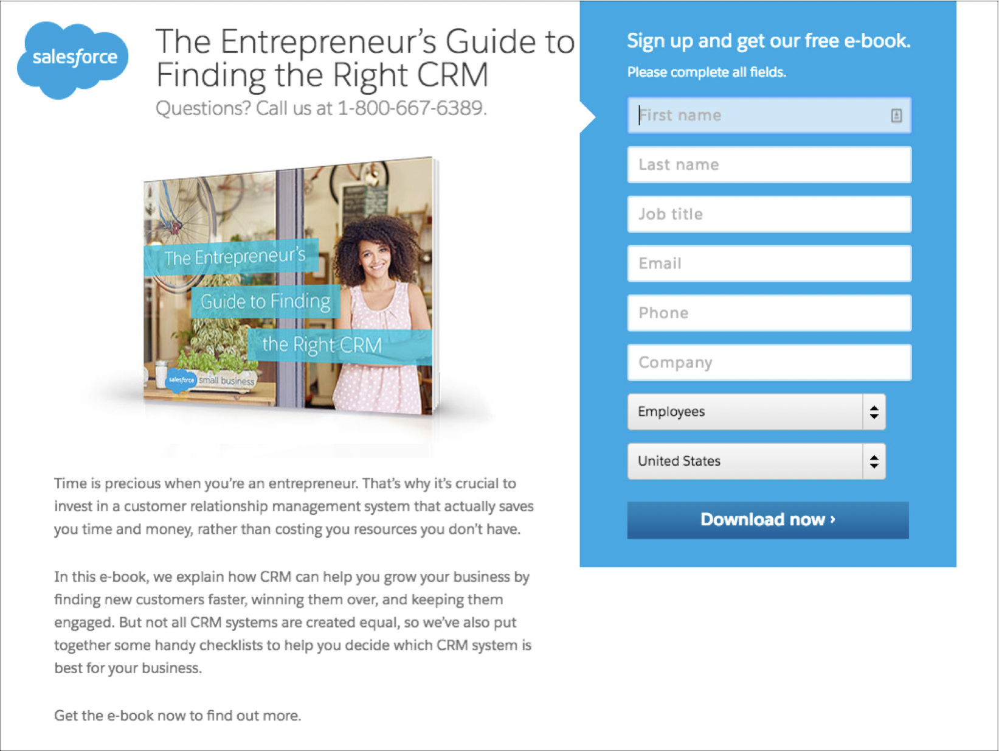 salesforce
The Entrepreneur’s Guide to
Finding the Right CRM
Questions? Call us at 1-800-667-6389.
The Entrepreneur’s
Guide to Finding
the Right CRM
salesforce small business
Time is precious when you’re an entrepreneur. That’s why it’s crucial to
invest in a customer relationship management system that actually saves
you time and money, rather than costing you resources you don’t have.
In this e-book, we explain how CRM can help you grow your business by
finding new customers faster, winning them over, and keeping them
engaged. But not all CRM systems are created equal, so we’ve also put
together some handy checklists to help you decide which CRM system is
best for your business.
Get the e-book now to find out more.
Sign up and get our free e-book.
Please complete all fields.
First name
Last name
Job title
Email
Phone
Company
Employees
United States
Download now ›